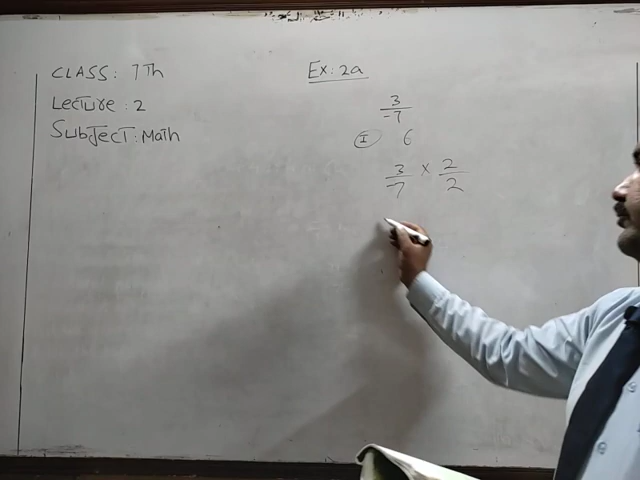 CLASS: 7Th
Lecture: 2
Subject: Math
Ex: 2a
3/-7
(I) 6
3/7 × 2/2